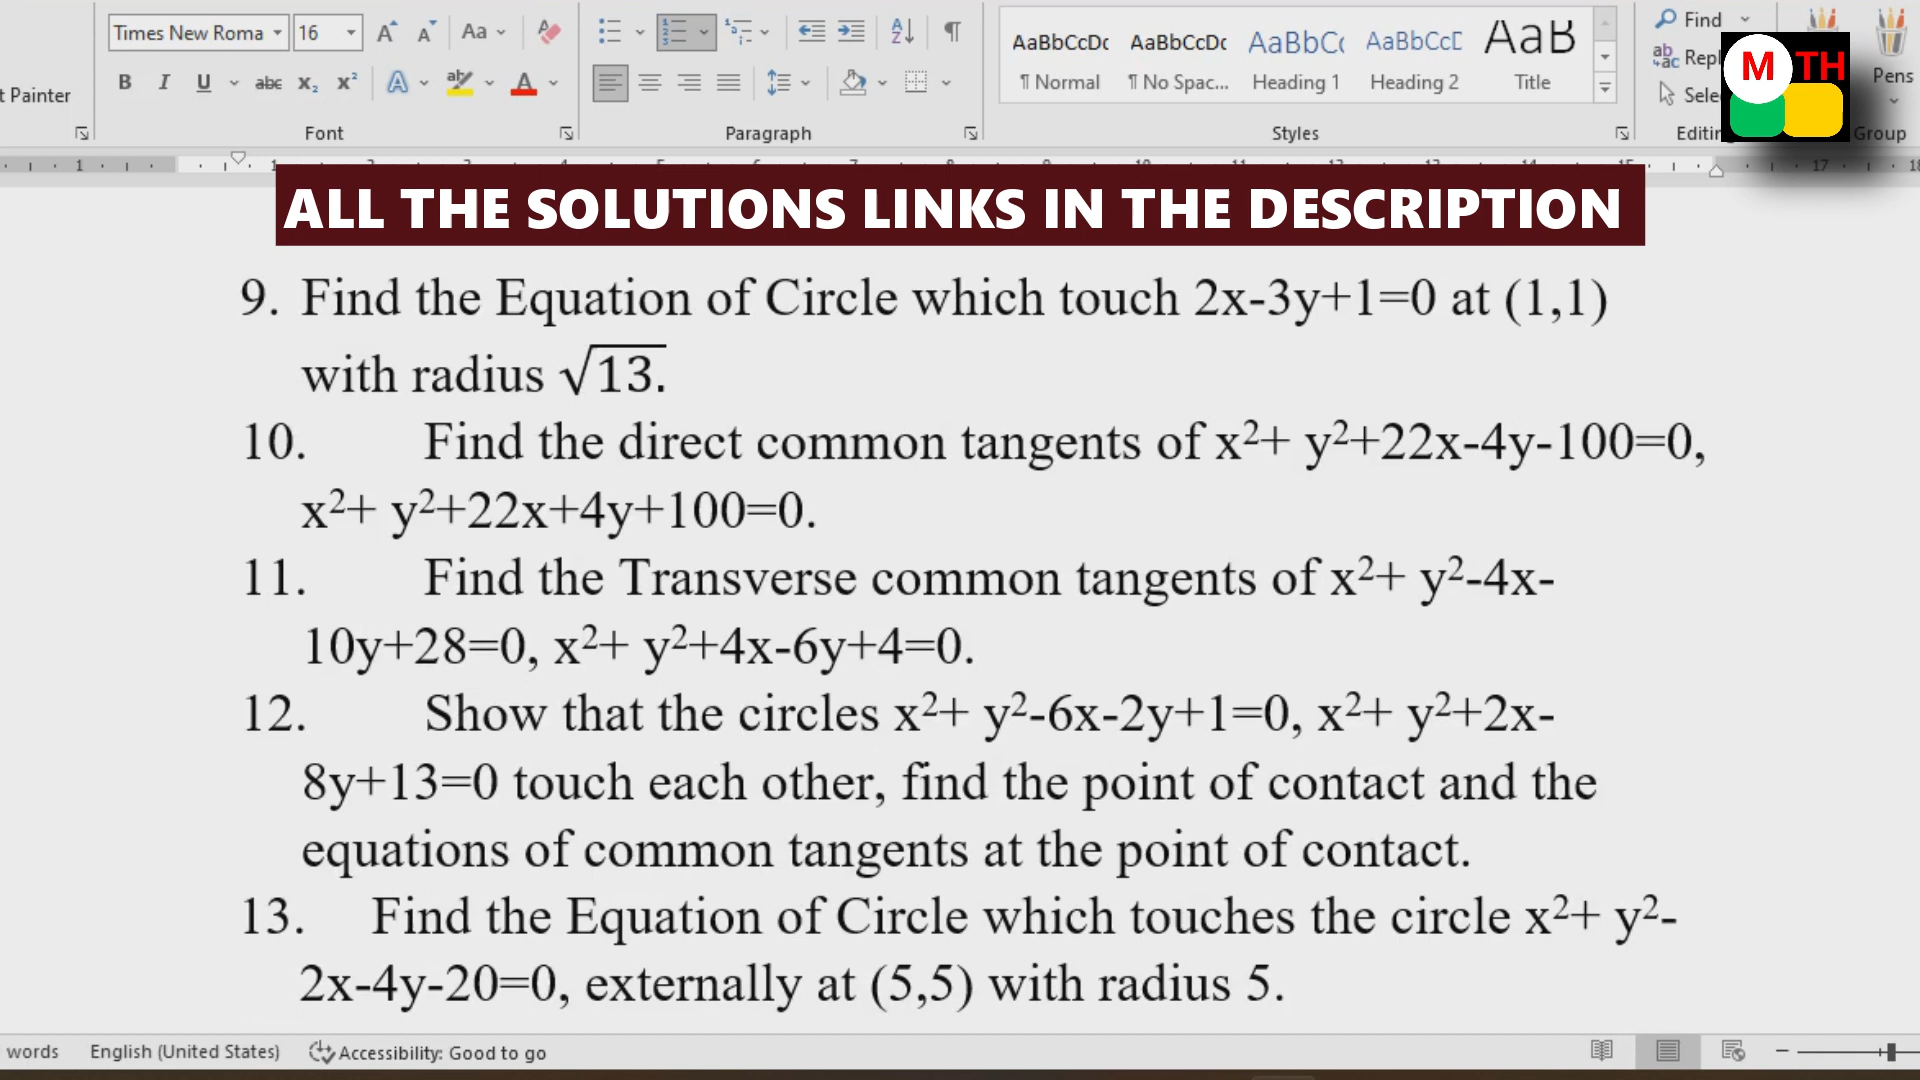 Times New Roma
16
Aa
Find
AaBbCcDc
AaBbCcDc
AaBbCc
AaBbCcD
AaB
Repl
M
TH
B I U abc x₂ x² A ab A
¶ Normal
¶ No Spac...
Heading 1
Heading 2
Title
Pens
t Painter
Sele
Font
Paragraph
Styles
Editin
Group
ALL THE SOLUTIONS LINKS IN THE DESCRIPTION
9. Find the Equation of Circle which touch 2x-3y+1=0 at (1,1)
with radius √13.
10. Find the direct common tangents of x²+ y²+22x-4y-100=0,
x²+ y²+22x+4y+100=0.
11. Find the Transverse common tangents of x²+ y²-4x-
10y+28=0, x²+ y²+4x-6y+4=0.
12. Show that the circles x²+ y²-6x-2y+1=0, x²+ y²+2x-
8y+13=0 touch each other, find the point of contact and the
equations of common tangents at the point of contact.
13. Find the Equation of Circle which touches the circle x²+ y²-
2x-4y-20=0, externally at (5,5) with radius 5.
words
English (United States)
Accessibility: Good to go